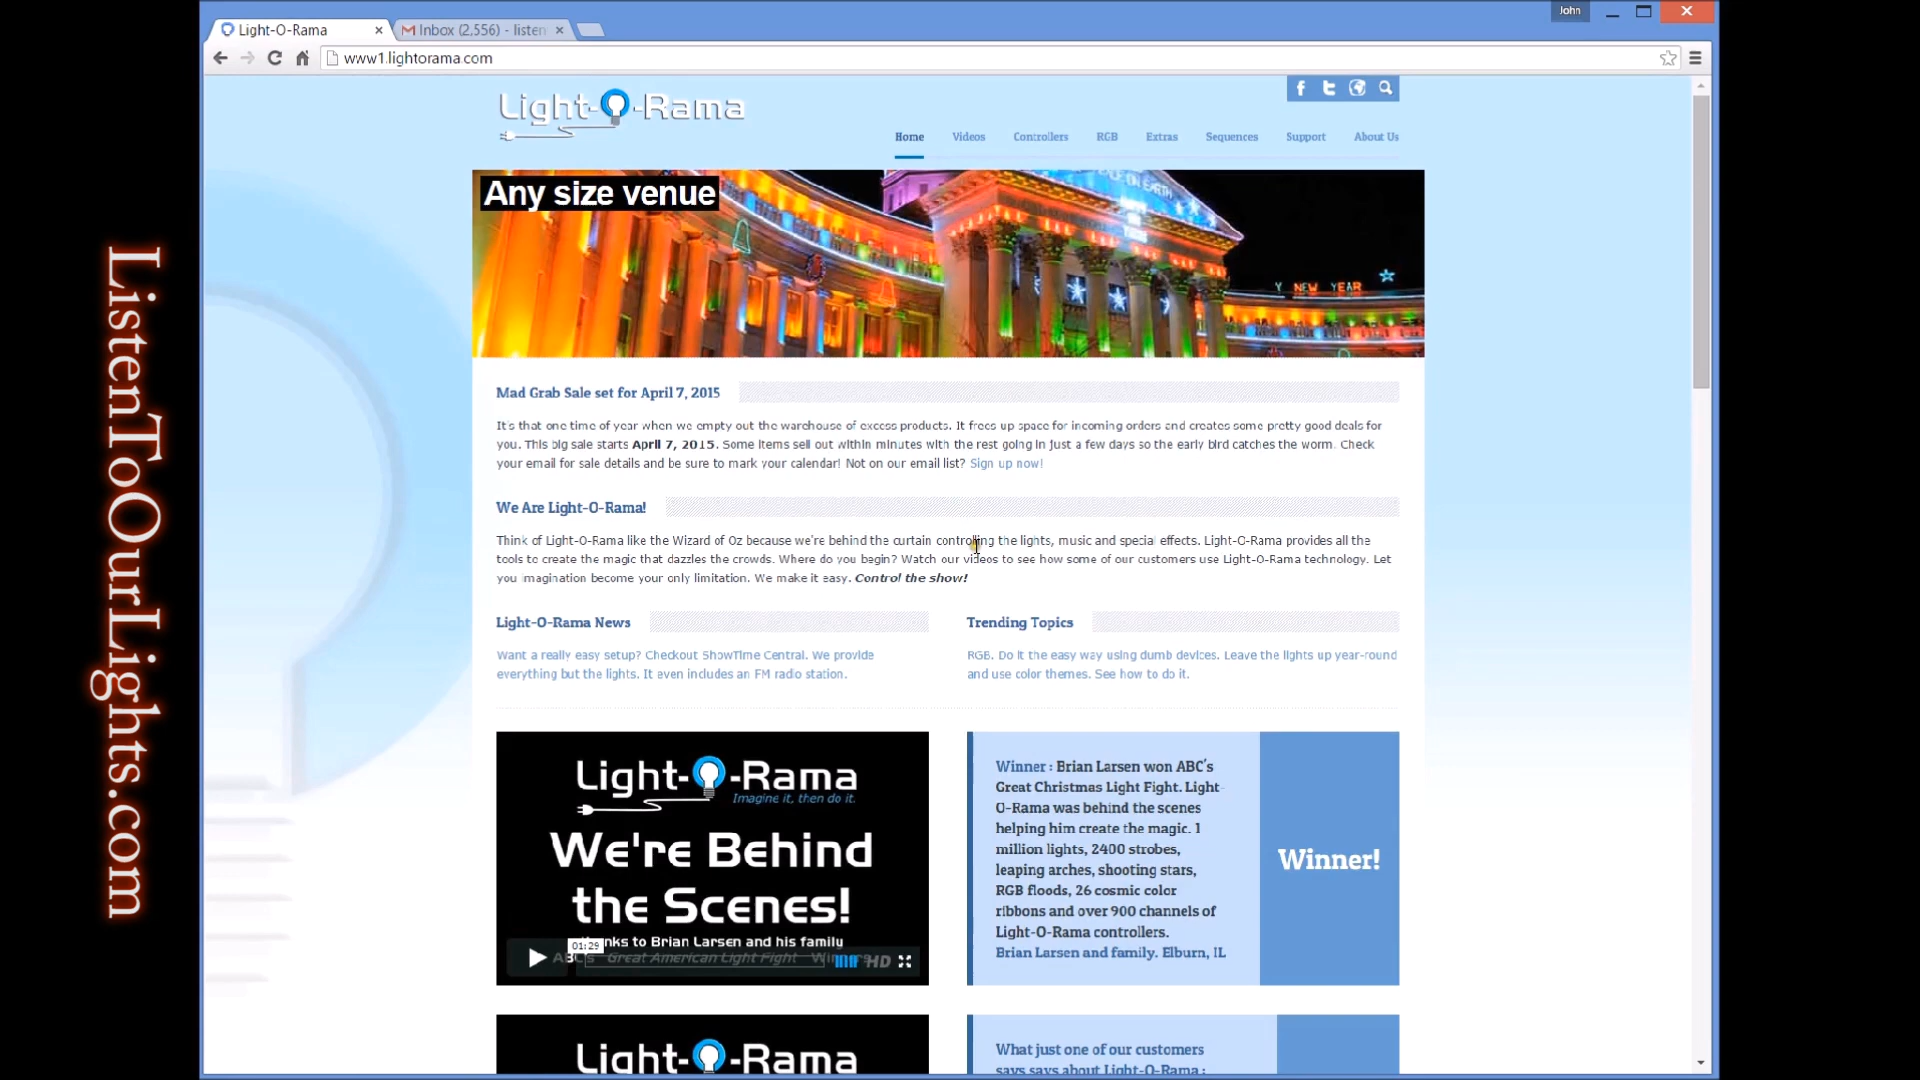 John
Light-O-Rama
Inbox (2,556) - listen
www1.lightorama.com
Light-O-Rama
Home Videos Controllers RGB Extras Sequences Support About Us
Any size venue
PEACE ON EARTH
NEW YEAR
Mad Grab Sale set for April 7, 2015
It's that one time of year when we empty out the warehouse of excess products. It frees up space for incoming orders and creates some pretty good deals for
you. This big sale starts April 7, 2015. Some items sell out within minutes with the rest going in just a few days so the early bird catches the worm. Check
your email for sale details and be sure to mark your calendar! Not on our email list? Sign up now!
We Are Light-O-Rama!
Think of Light-O-Rama like the Wizard of Oz because we're behind the curtain controlling the lights, music and special effects. Light-O-Rama provides all the
tools to create the magic that dazzles the crowds. Where do you begin? Watch our videos to see how some of our customers use Light-O-Rama technology. Let
you imagination become your only limitation. We make it easy. Control the show!
Light-O-Rama News
Want a really easy setup? Checkout ShowTime Central. We provide
everything but the lights. It even includes an FM radio station.
Trending Topics
RGB. Do it the easy way using dumb devices. Leave the lights up year-round
and use color themes. See how to do it.
Light-O-Rama
Imagine it, then do it.
We're Behind
the Scenes!
01:29
to Brian Larsen and his family
Great American Light Fight
HD
Winner : Brian Larsen won ABC's
Great Christmas Light Fight. Light-
O-Rama was behind the scenes
helping him create the magic. 1
million lights, 2400 strobes,
leaping arches, shooting stars,
RGB floods, 26 cosmic color
ribbons and over 900 channels of
Light-O-Rama controllers.
Brian Larsen and family. Elburn, IL
Winner!
Light-O-Rama
What just one of our customers
says says about Light-O-Rama :
ListenToOurLights.com